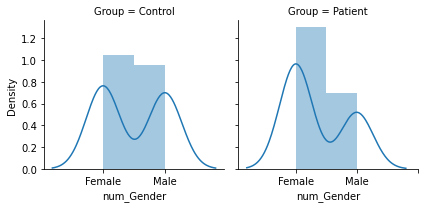 Group = Control
Group = Patient
1.2
1.0
0.8
0.6
0.4
0.2
0.0
Density
Female Male
Female Male
num_Gender
num_Gender